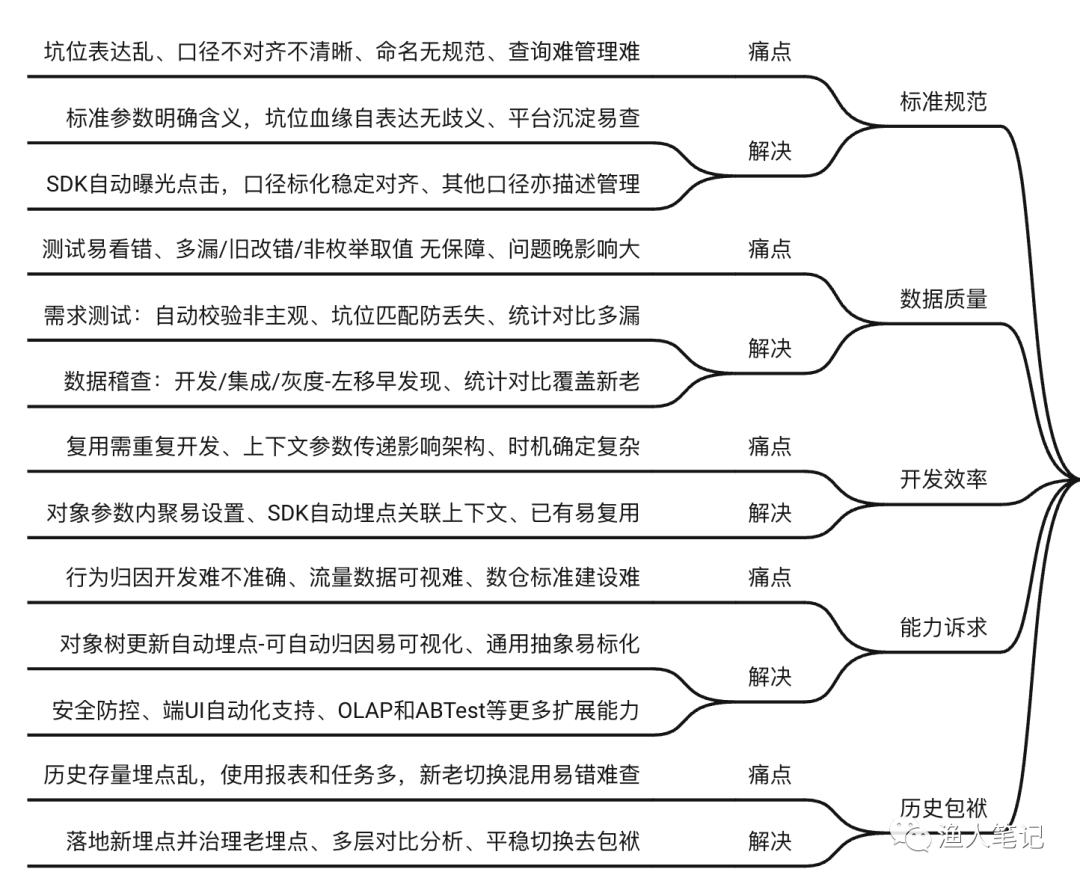 坑位表达乱、口径不对齐不清晰、命名无规范、查询难管理难
痛点
标准规范
标准参数明确含义，坑位血缘自表达无歧义、平台沉淀易查
解决
SDK自动曝光点击，口径标化稳定对齐、其他口径亦描述管理
测试易看错、多漏/旧改错/非枚举取值 无保障、问题晚影响大
痛点
数据质量
需求测试：自动校验非主观、坑位匹配防丢失、统计对比多漏
解决
数据稽查：开发/集成/灰度-左移早发现、统计对比覆盖新老
复用需重复开发、上下文参数传递影响架构、时机确定复杂
痛点
开发效率
对象参数内聚易设置、SDK自动埋点关联上下文、已有易复用
解决
行为归因开发难不准确、流量数据可视难、数仓标准建设难
痛点
能力诉求
对象树更新自动埋点-可自动归因易可视化、通用抽象易标化
解决
安全防控、端UI自动化支持、OLAP和ABTest等更多扩展能力
历史存量埋点乱，使用报表和任务多，新老切换混用易错难查
痛点
历史包袱
落地新埋点并治理老埋点、多层对比分析、平稳切换去包袱
解决
渔人笔记